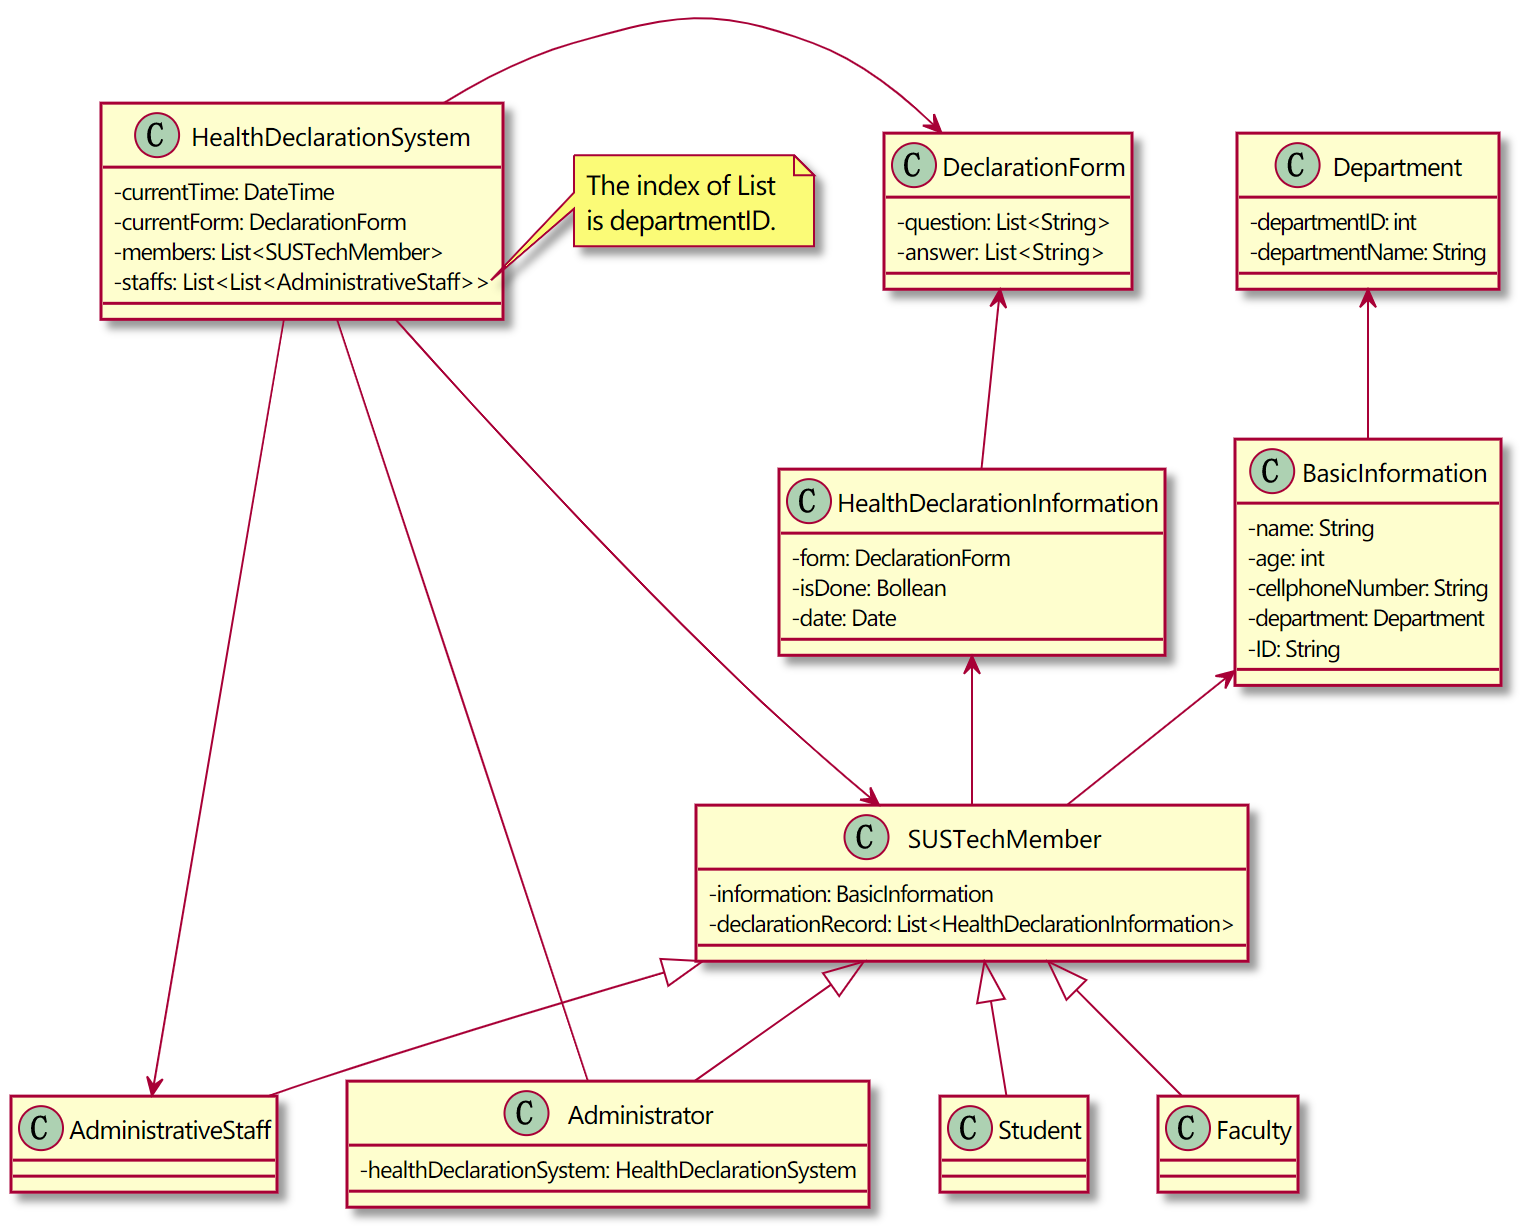 C HealthDeclarationSystem
-currentTime: DateTime
-currentForm: DeclarationForm
-members: List<SUSTechMember>
-staffs: List<List<AdministrativeStaff>>
The index of List
is departmentID.
C DeclarationForm
-question: List<String>
-answer: List<String>
C Department
-departmentID: int
-departmentName: String
C HealthDeclarationInformation
-form: DeclarationForm
-isDone: Bollean
-date: Date
C BasicInformation
-name: String
-age: int
-cellphoneNumber: String
-department: Department
-ID: String
C SUSTechMember
-information: BasicInformation
-declarationRecord: List<HealthDeclarationInformation>
C AdministrativeStaff
C Administrator
-healthDeclarationSystem: HealthDeclarationSystem
C Student
C Faculty